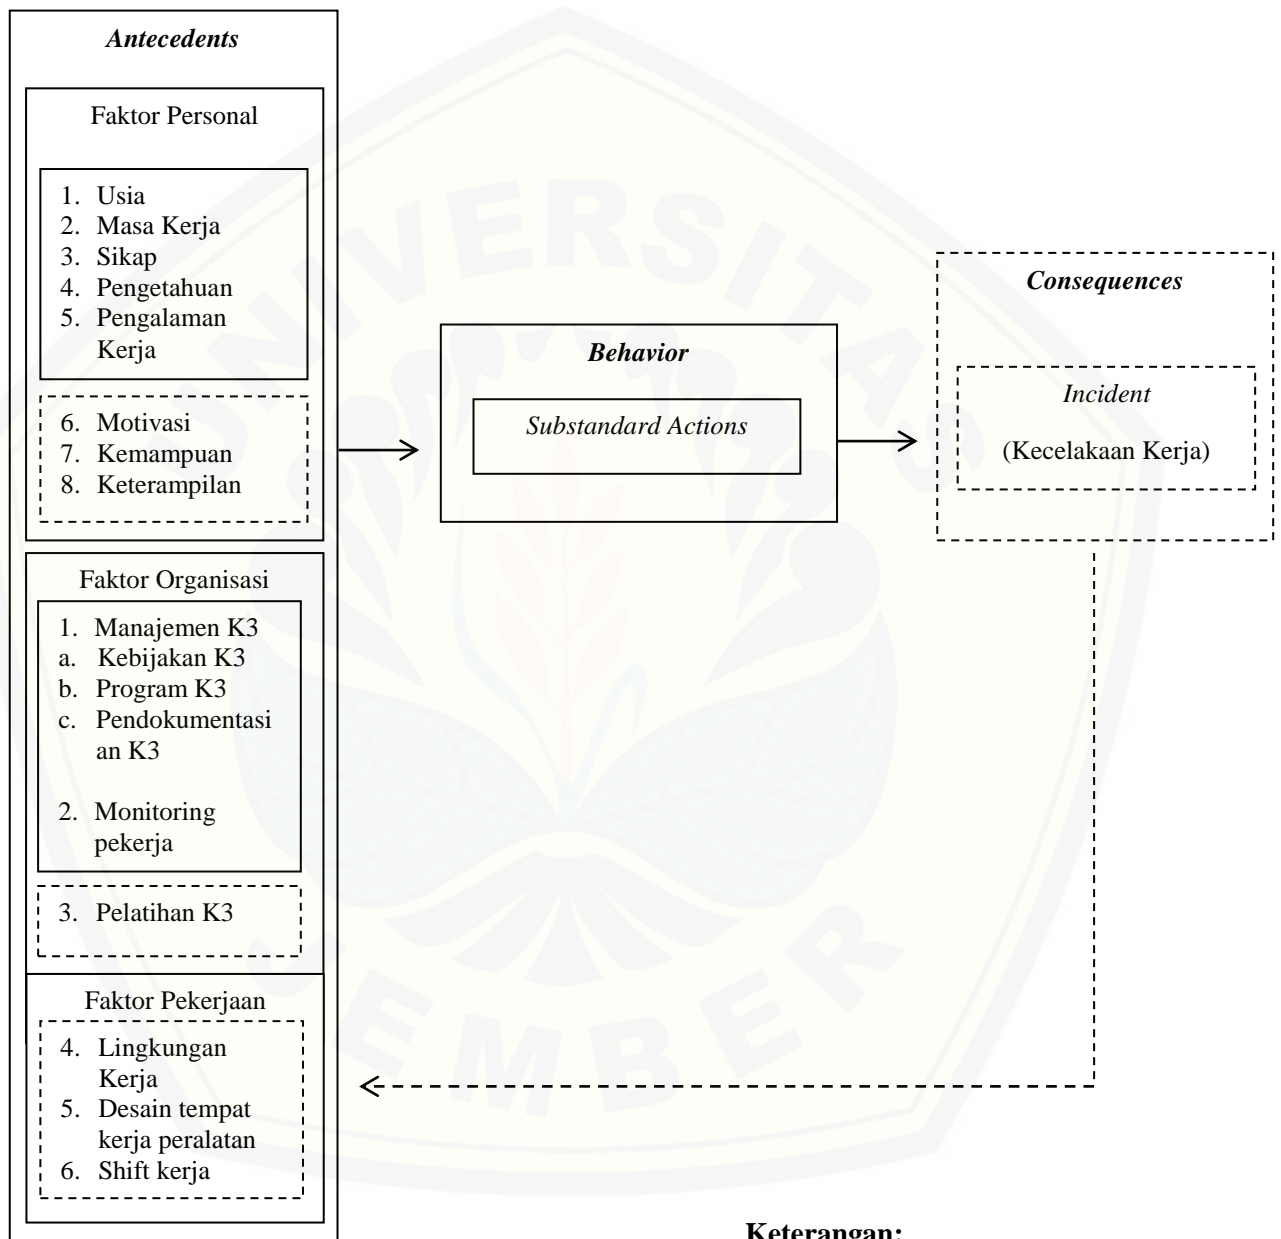 Antecedents
Faktor Personal
1. Usia
2. Masa Kerja
3. Sikap
4. Pengetahuan
5. Pengalaman
Kerja
6. Motivasi
7. Kemampuan
8. Keterampilan
Faktor Organisasi
1. Manajemen K3
a. Kebijakan K3
b. Program K3
c. Pendokumentasi
an K3
2. Monitoring
pekerja
3. Pelatihan K3
Faktor Pekerjaan
4. Lingkungan
Kerja
5. Desain tempat
kerja peralatan
6. Shift kerja
Behavior
Substandard Actions
Consequences
Incident
(Kecelakaan Kerja)
Keterangan:
UNIVERSITAS
JEMBER